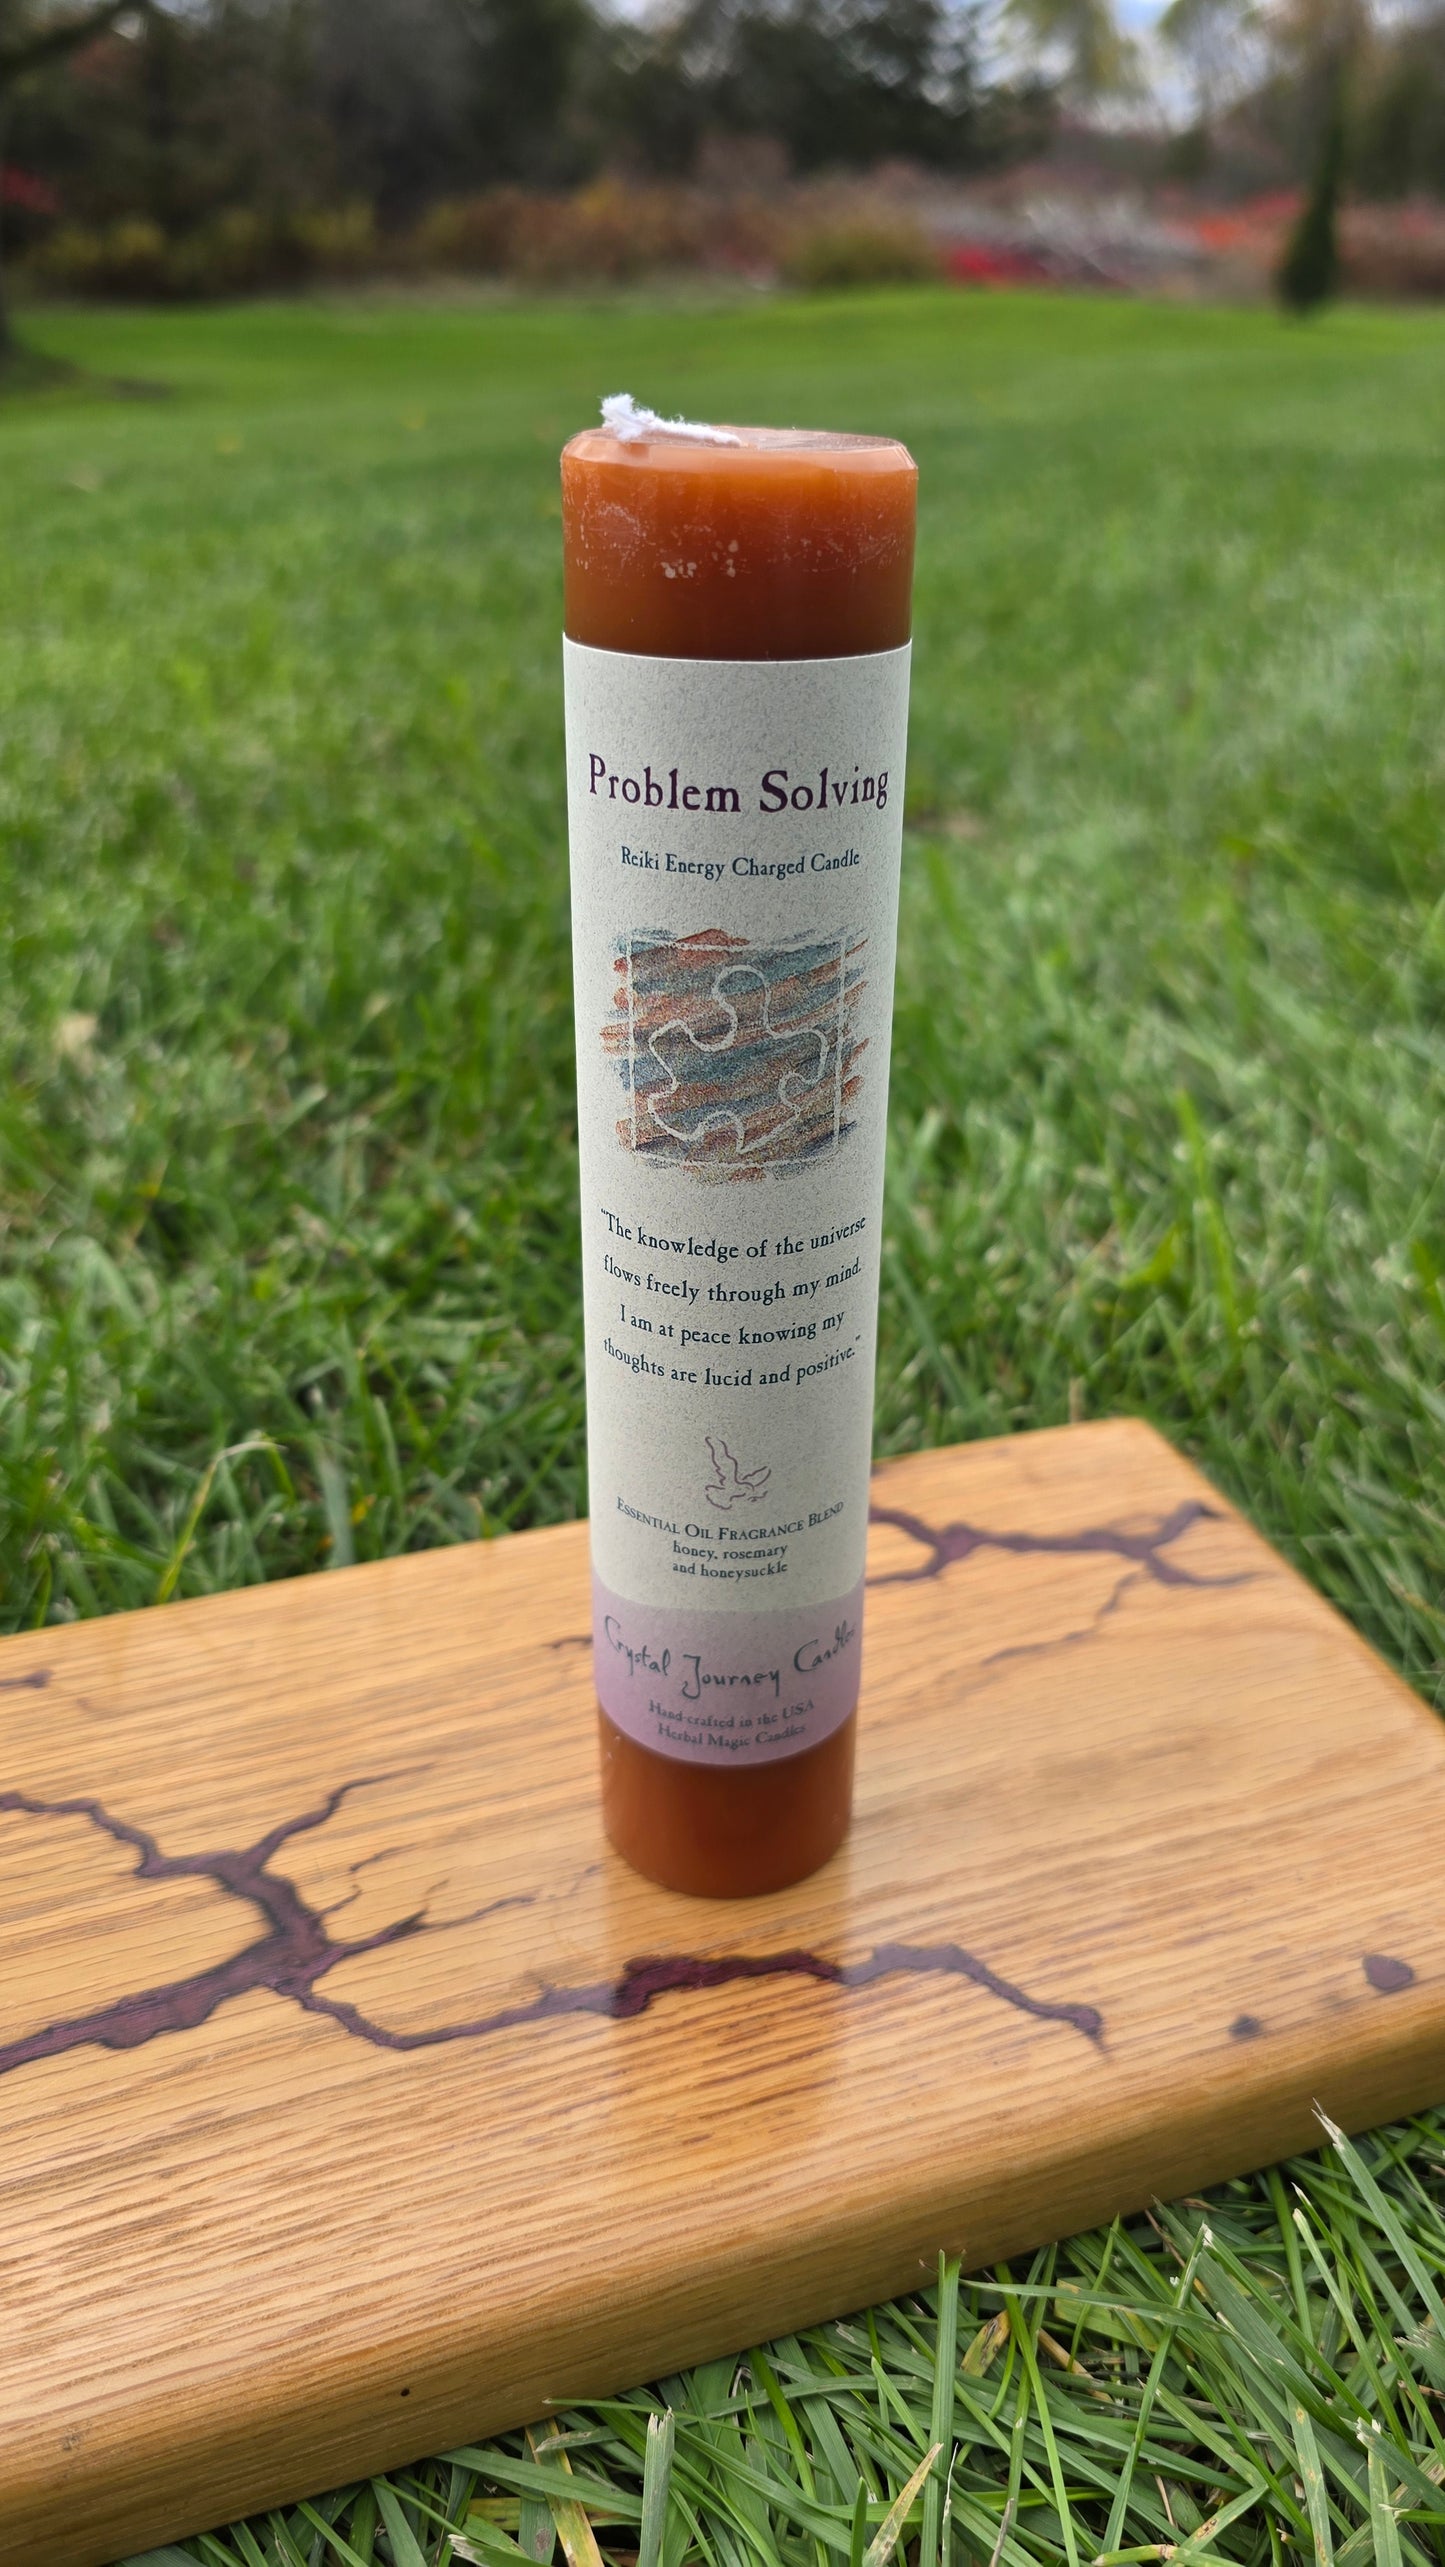 Problem Solving
Reiki Energy Charged Candle
"The knowledge of the universe
flows freely through my mind.
I am at peace knowing my
thoughts are lucid and positive."
Essential Oil Fragrance Blend
honey, rosemary
and honeysuckle
Crystal Journey Candles
Hand-crafted in the USA
Herbal Magic Candles